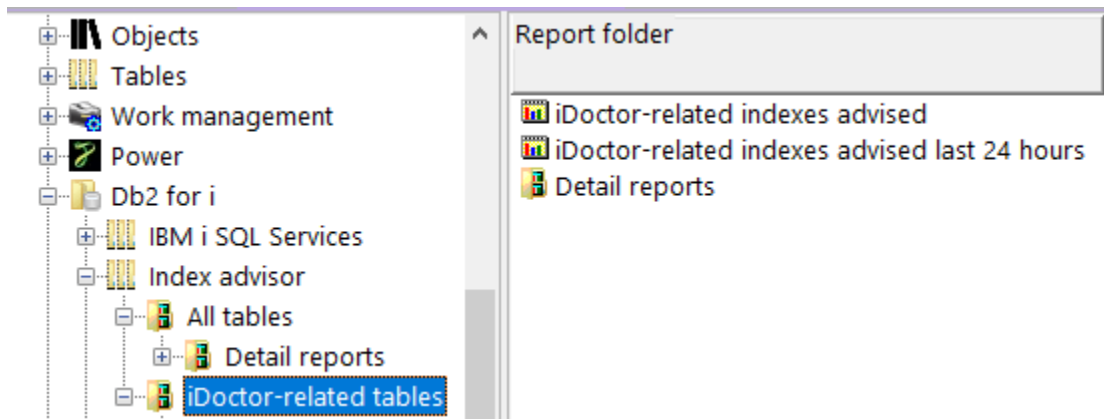 Objects
Tables
Work management
Power
Db2 for i
IBM i SQL Services
Index advisor
All tables
Detail reports
iDoctor-related tables
Report folder
iDoctor-related indexes advised
iDoctor-related indexes advised last 24 hours
Detail reports